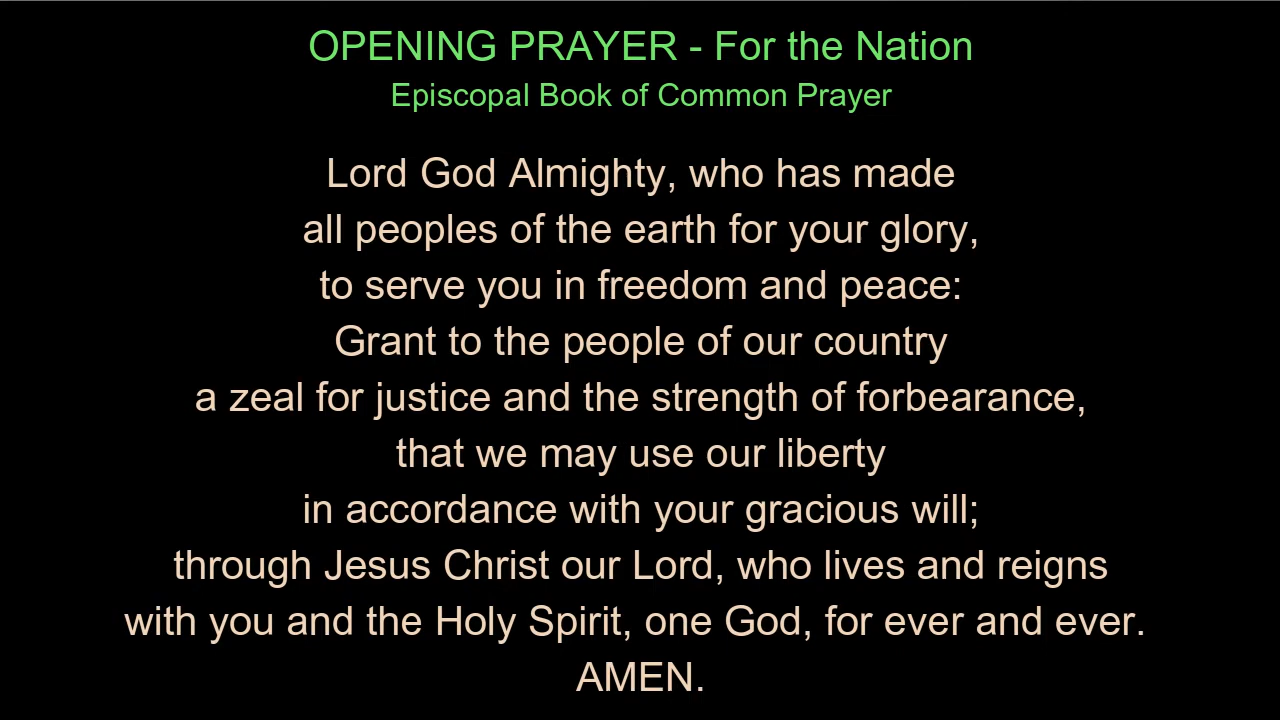 OPENING PRAYER - For the Nation
Episcopal Book of Common Prayer
Lord God Almighty, who has made
all peoples of the earth for your glory,
to serve you in freedom and peace:
Grant to the people of our country
a zeal for justice and the strength of forbearance,
that we may use our liberty
in accordance with your gracious will;
through Jesus Christ our Lord, who lives and reigns
with you and the Holy Spirit, one God, for ever and ever.
AMEN.